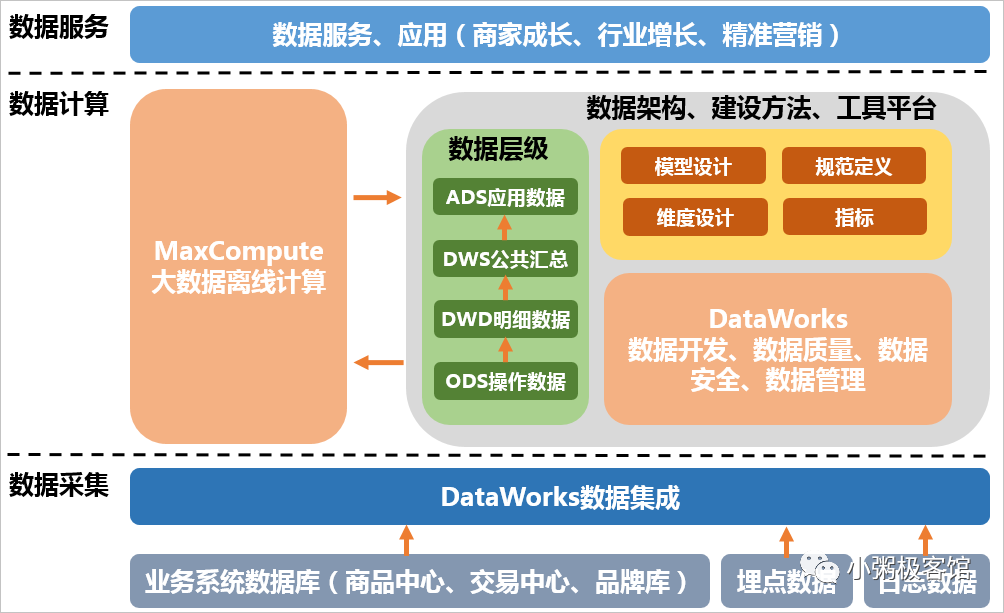 数据服务
数据服务、应用（商家成长、行业增长、精准营销）
数据计算
MaxCompute
大数据离线计算
数据架构、建设方法、工具平台
数据层级
ADS应用数据
DWS公共汇总
DWD明细数据
ODS操作数据
模型设计
规范定义
维度设计
指标
DataWorks
数据开发、数据质量、数据
安全、数据管理
数据采集
DataWorks数据集成
业务系统数据库（商品中心、交易中心、品牌库）
埋点数据
日志数据
小粥极客馆